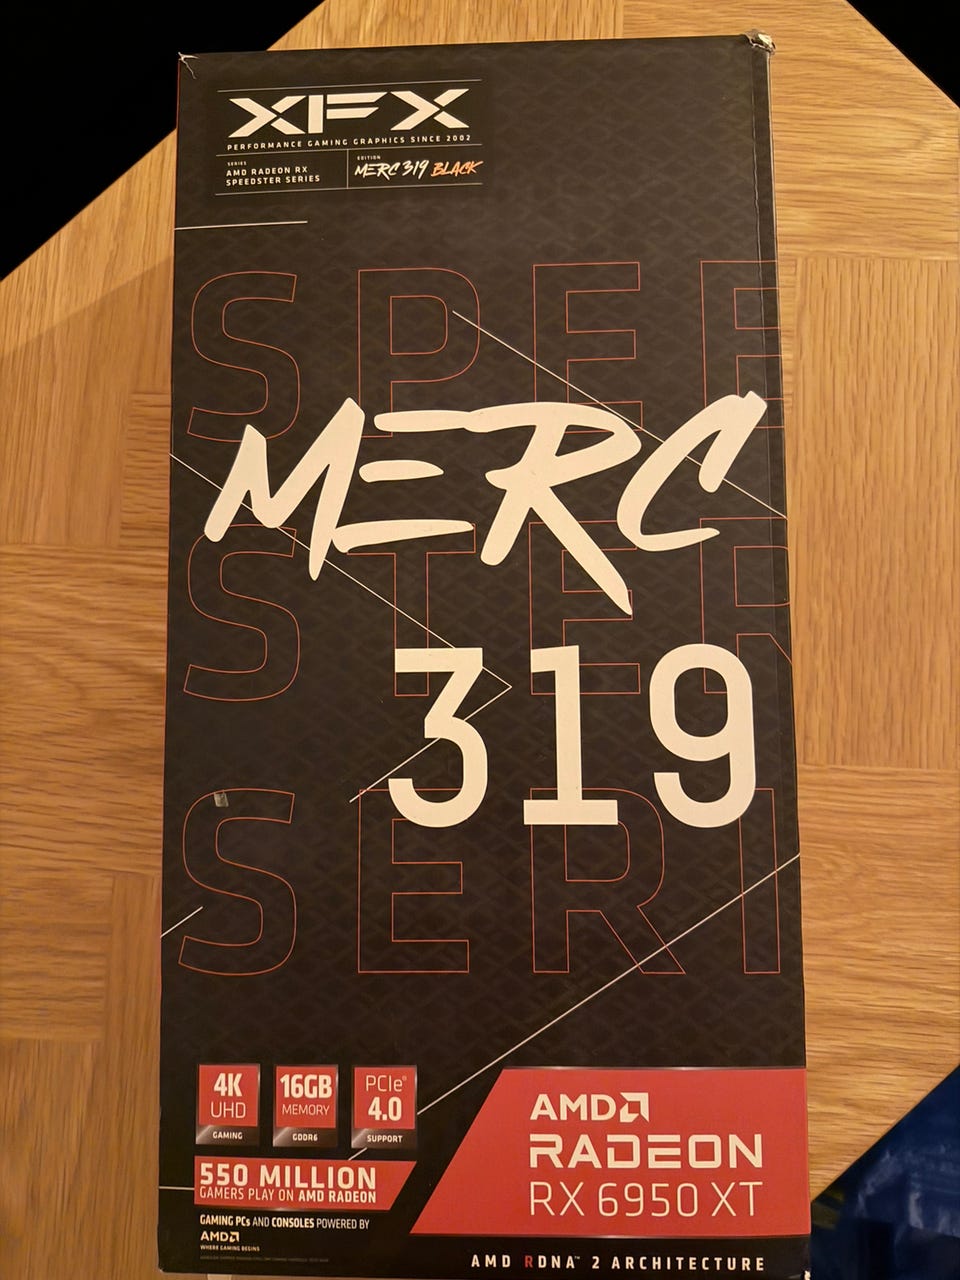 XFX
PERFORMANCE GAMING GRAPHICS SINCE 2002
SERIES
AMD RADEON RX
SPEEDSTER SERIES
EDITION
MERC 319 BLACK
SPEE
MERC
STER
319
SERI
4K
UHD
GAMING
16GB
MEMORY
GDDR6
PCIe®
4.0
SUPPORT
550 MILLION
GAMERS PLAY ON AMD RADEON
GAMING PCs AND CONSOLES POWERED BY
AMD
WHERE GAMING BEGINS
AMD
RADEON
RX 6950 XT
AMD RDNA™ 2 ARCHITECTURE